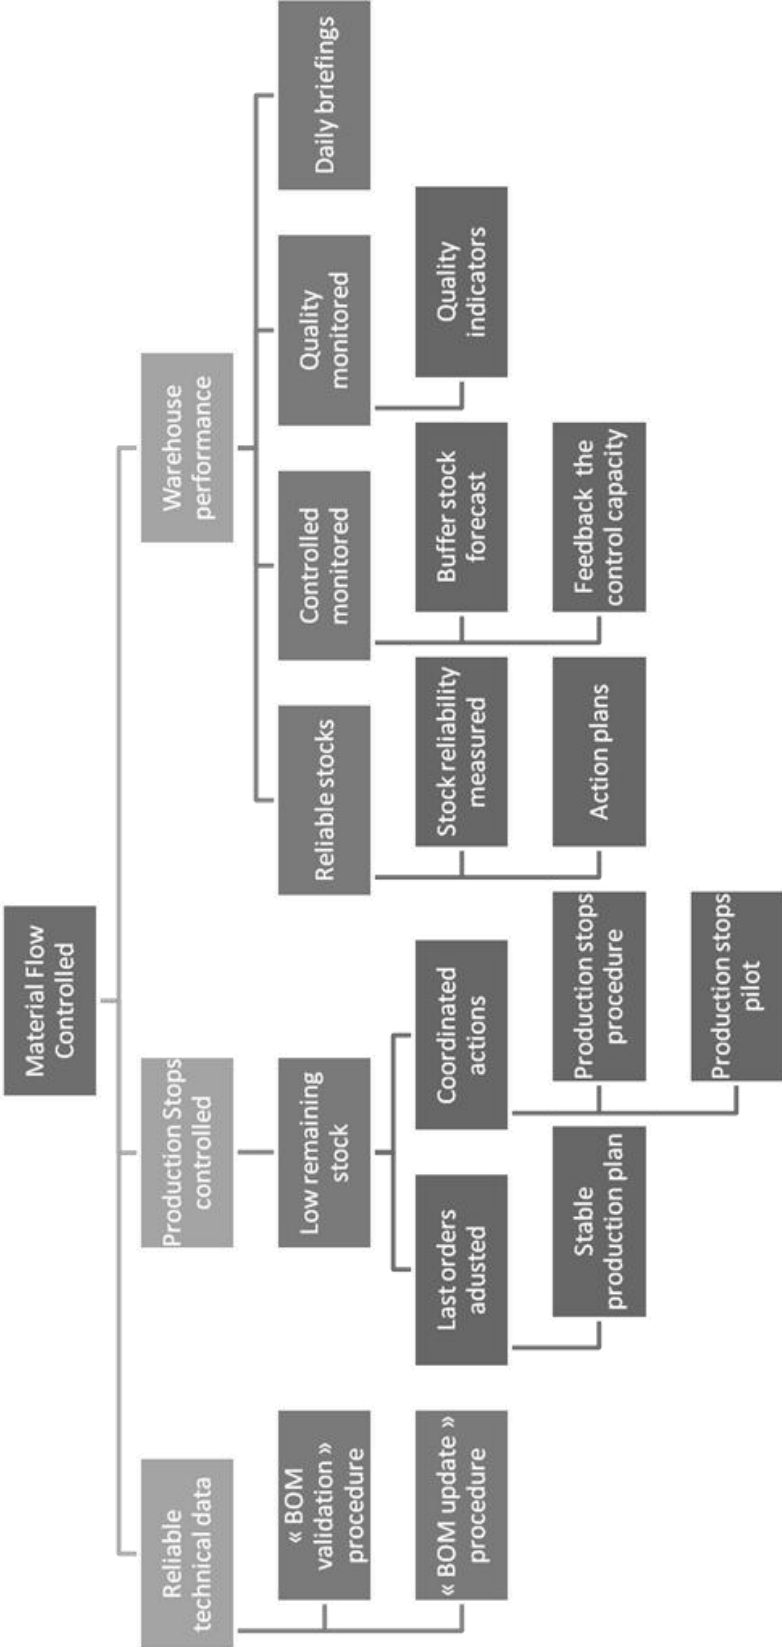 Material Flow
Controlled
Reliable
technical data
Production Stops
controlled
Warehouse
performance
« BOM
validation »
procedure
Low remaining
stock
Reliable stocks
Controlled
monitored
Quality
monitored
Daily briefings
« BOM update »
procedure
Last orders
adusted
Coordinated
actions
Stock reliability
measured
Buffer stock
forecast
Quality
indicators
Stable
production plan
Production stops
procedure
Action plans
Feedback the
control capacity
Production stops
pilot